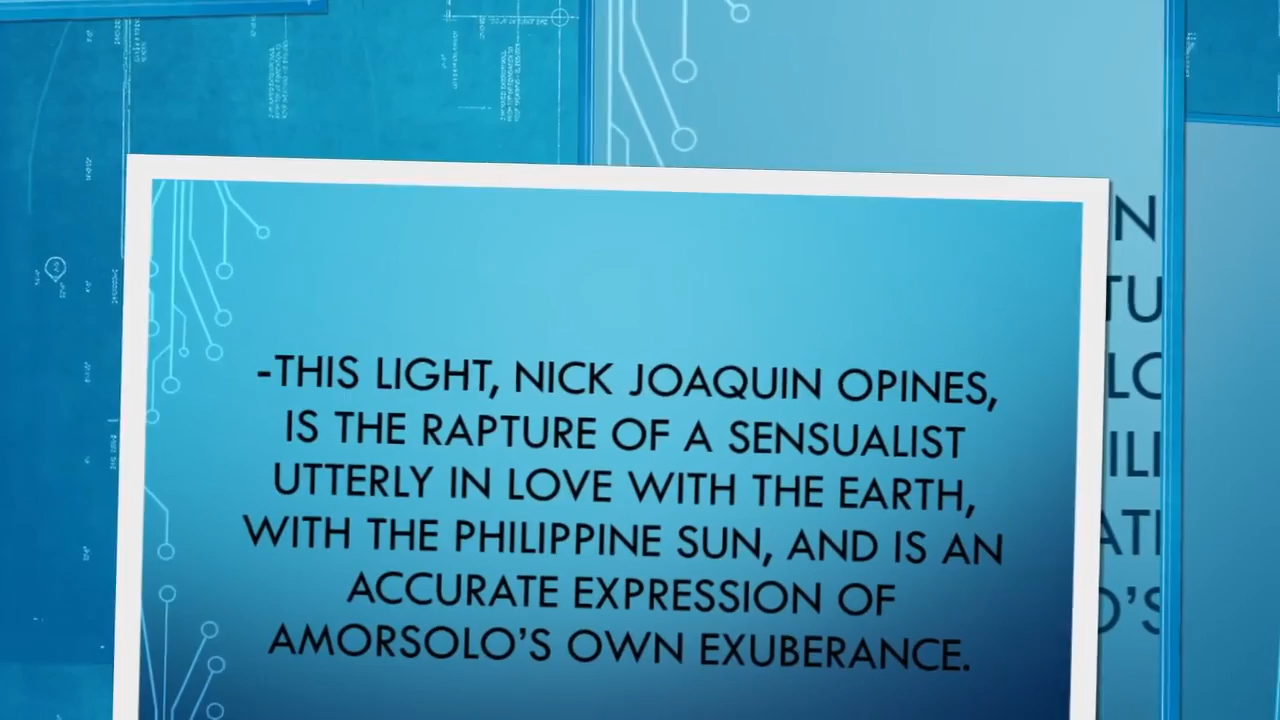 -THIS LIGHT, NICK JOAQUIN OPINES,
IS THE RAPTURE OF A SENSUALIST
UTTERLY IN LOVE WITH THE EARTH,
WITH THE PHILIPPINE SUN, AND IS AN
ACCURATE EXPRESSION OF
AMORSOLO'S OWN EXUBERANCE.